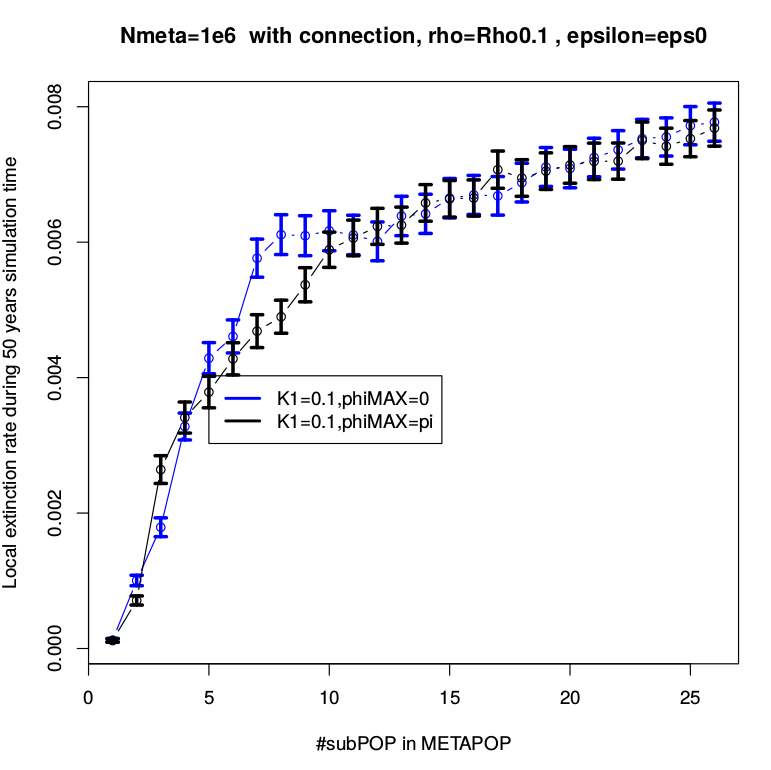 Nmeta=1e6  with connection, rho=Rho0.1 , epsilon=eps0
Local extinction rate during 50 years simulation time
0.008
0.006
0.004
0.002
0.000
K1=0.1,phiMAX=0
K1=0.1,phiMAX=pi
0 5 10 15 20 25
#subPOP in METAPOP